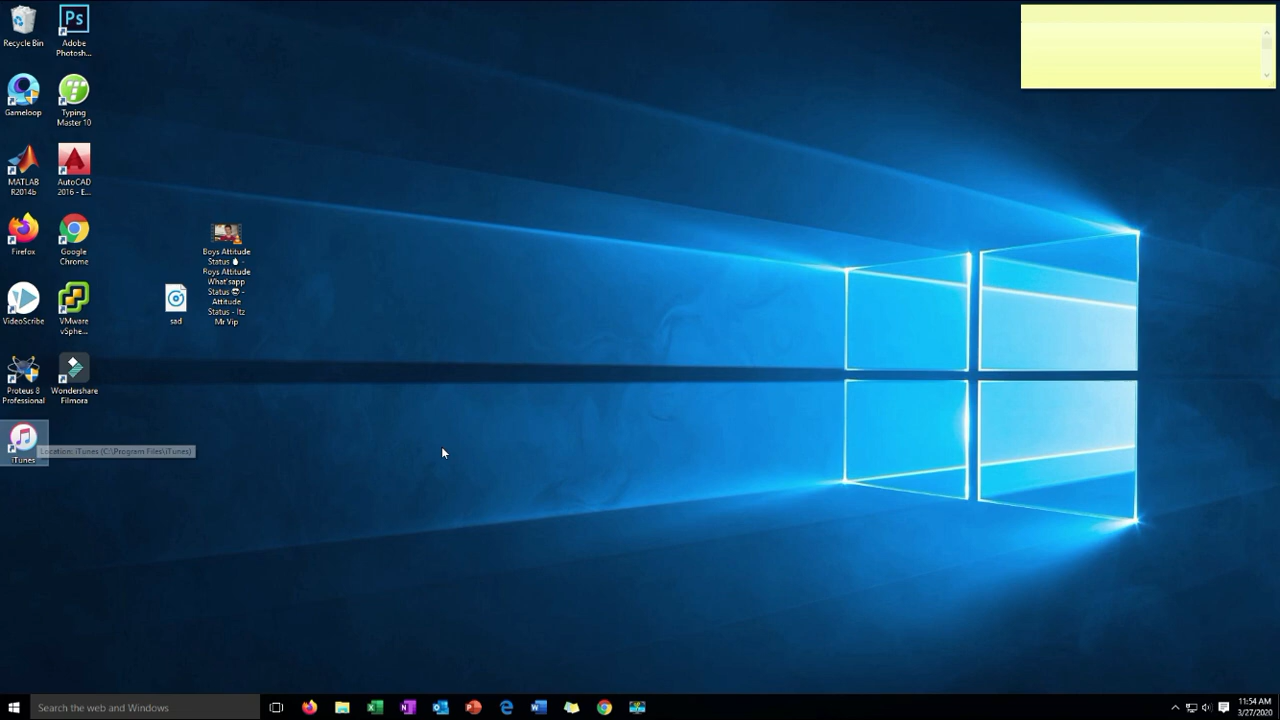 Recycle Bin
Ps
Adobe
Photosh...
Gameloop
Typing
Master 10
MATLAB
R2014b
AutoCAD
2016 - E...
Firefox
Google
Chrome
VideoScribe
VMware
vSphe...
Proteus 8
Professional
Wondershare
Filmora
iTunes
Location: iTunes (C:\Program Files\iTunes)
sad
Boys Attitude
Status 💧 -
Boys Attitude
What'sapp
Status 😎 -
Attitude
Status - Itz
Mr Vip
Search the web and Windows
11:54 AM
3/27/2020